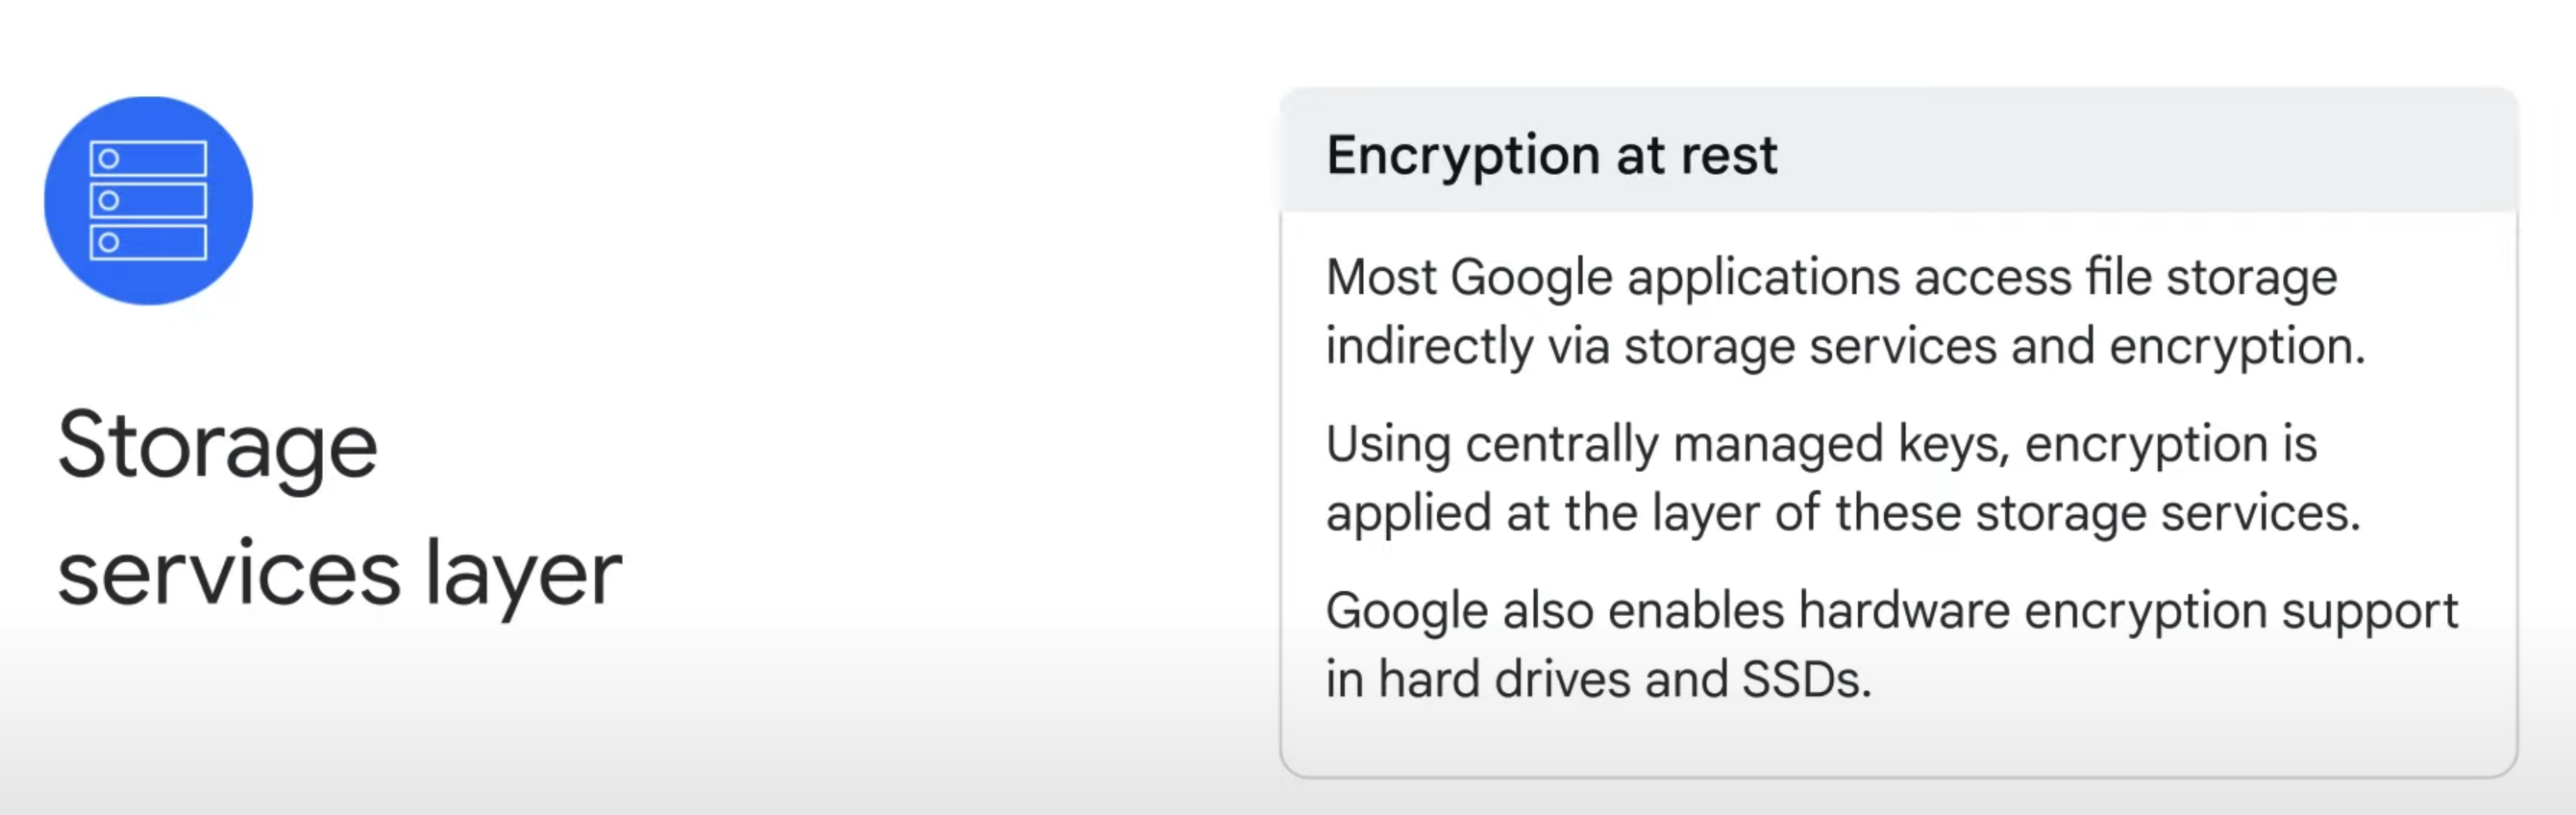 Storage
services layer
Encryption at rest
Most Google applications access file storage
indirectly via storage services and encryption.
Using centrally managed keys, encryption is
applied at the layer of these storage services.
Google also enables hardware encryption support
in hard drives and SSDs.